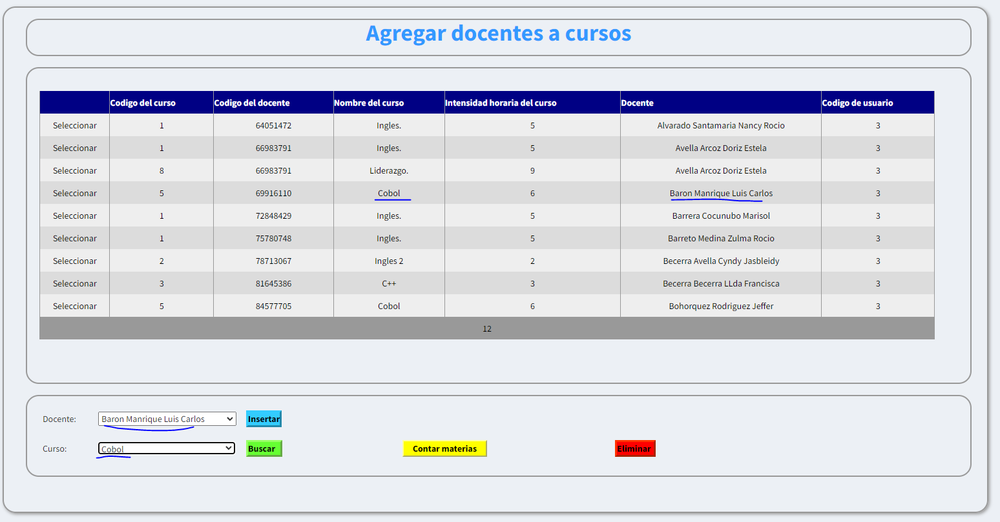 Agregar docentes a cursos
Codigo del curso Codigo del docente Nombre del curso Intensidad horaria del curso Docente Codigo de usuario
Seleccionar 1 64051472 Ingles. 5 Alvarado Santamaria Nancy Rocio 3
Seleccionar 1 66983791 Ingles. 5 Avella Arcoz Doriz Estela 3
Seleccionar 8 66983791 Liderazgo. 9 Avella Arcoz Doriz Estela 3
Seleccionar 5 69916110 Cobol 6 Baron Manrique Luis Carlos 3
Seleccionar 1 72848429 Ingles. 5 Barrera Cocunubo Marisol 3
Seleccionar 1 75780748 Ingles. 5 Barreto Medina Zulma Rocio 3
Seleccionar 2 78713067 Ingles 2 2 Becerra Avella Cyndy Jasbleidy 3
Seleccionar 3 81645386 C++ 3 Becerra Becerra LLda Francisca 3
Seleccionar 5 84577705 Cobol 6 Bohorquez Rodriguez Jeffer 3
12
Docente: Baron Manrique Luis Carlos Insertar
Curso: Cobol Buscar Contar materias Eliminar